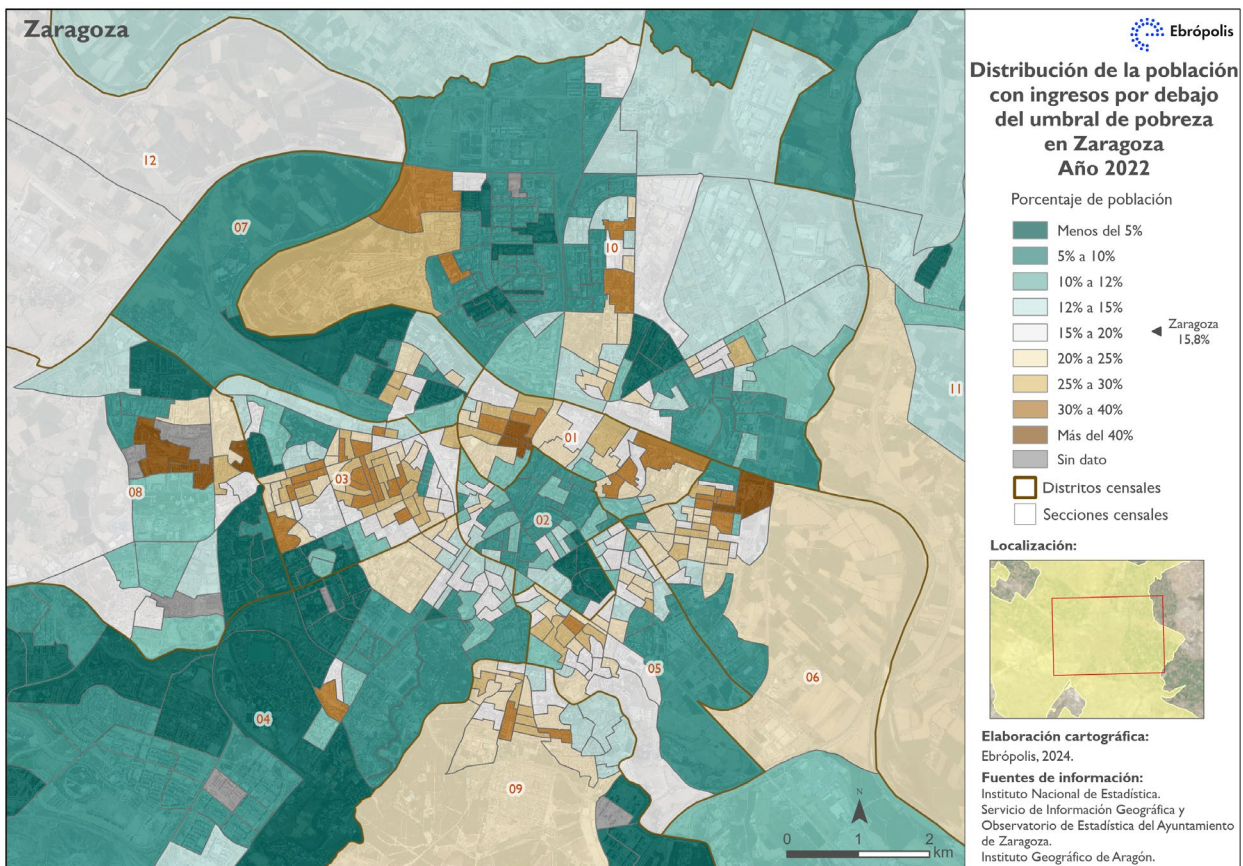 Zaragoza
12
07
10
11
08
03
01
02
04
05
06
09
N
0 1 2
km
Ebrópolis
Distribución de la población
con ingresos por debajo
del umbral de pobreza
en Zaragoza
Año 2022
Porcentaje de población
Menos del 5%
5% a 10%
10% a 12%
12% a 15%
15% a 20%
Zaragoza
15,8%
20% a 25%
25% a 30%
30% a 40%
Más del 40%
Sin dato
Distritos censales
Secciones censales
Localización:
Elaboración cartográfica:
Ebrópolis, 2024.
Fuentes de información:
Instituto Nacional de Estadística.
Servicio de Información Geográfica y
Observatorio de Estadística del Ayuntamiento
de Zaragoza.
Instituto Geográfico de Aragón.